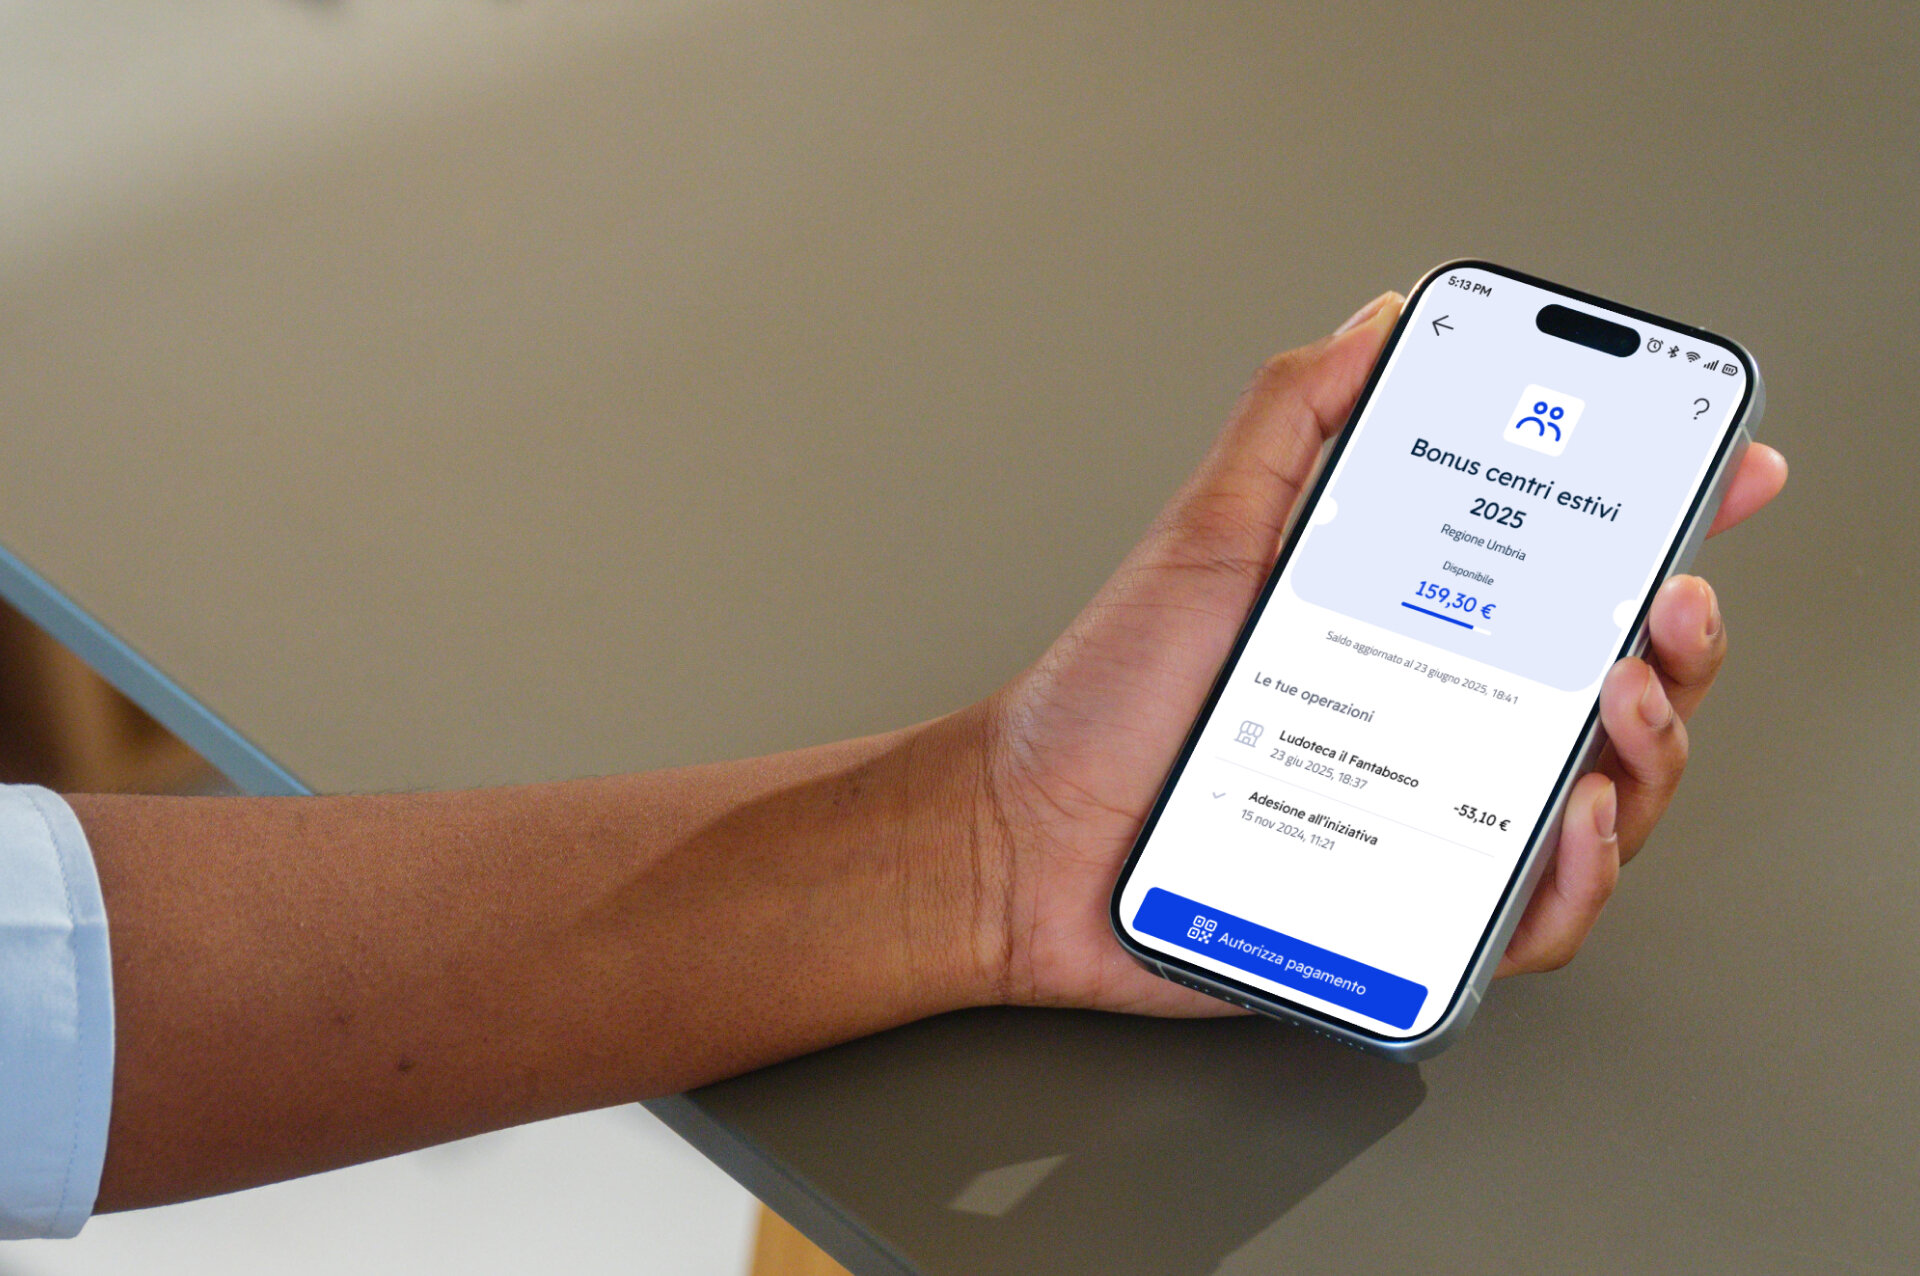 5:13 PM
Bonus centri estivi
2025
Regione Umbria
Disponibile
159,30 €
Saldo aggiornato al 23 giugno 2025, 18:41
Le tue operazioni
Ludoteca il Fantabosco
23 giu 2025, 18:37
-53,10 €
Adesione all'iniziativa
15 nov 2024, 11:21
Autorizza pagamento